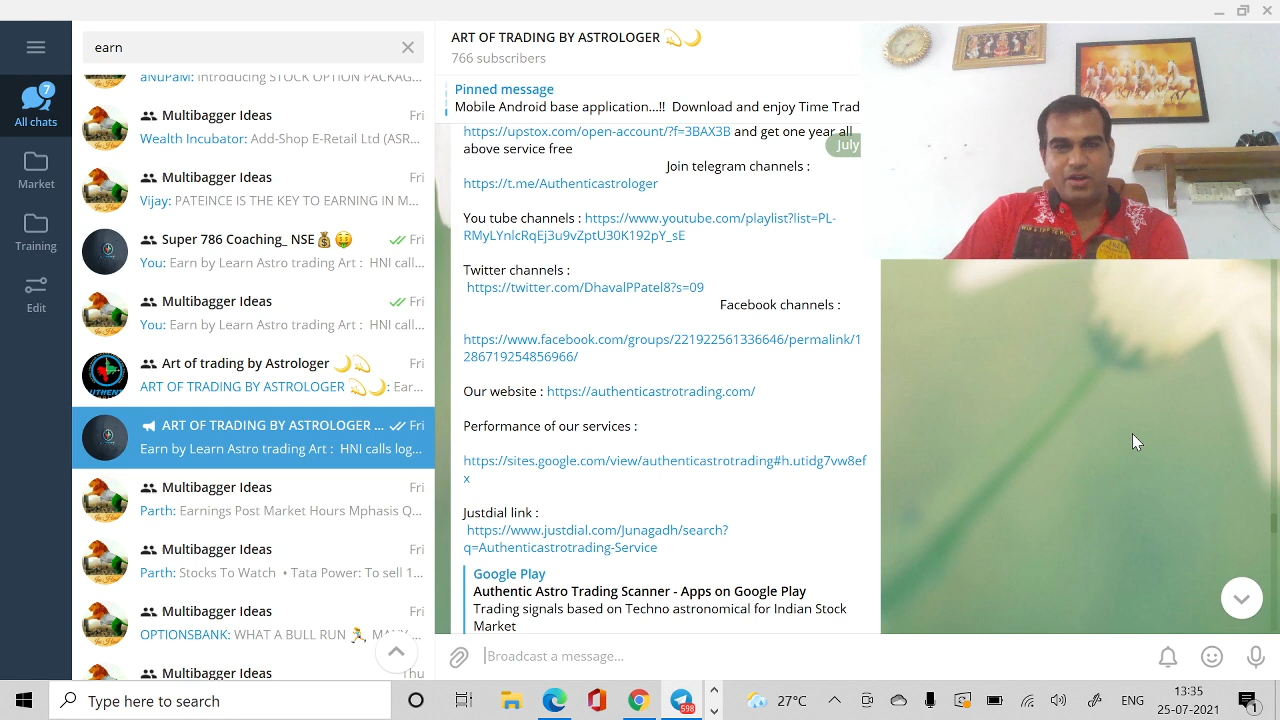 earn
ART OF TRADING BY ASTROLOGER
766 subscribers
7
All chats
Market
Training
Edit
aNuPaM: Introducing STOCK OPTION PACKAG...
Multibagger Ideas Fri
Wealth Incubator: Add-Shop E-Retail Ltd (ASR...
Multibagger Ideas Fri
Vijay: PATEINCE IS THE KEY TO EARNING IN M...
Super 786 Coaching_ NSE💰🤑 Fri
You: Earn by Learn Astro trading Art : HNI call...
Multibagger Ideas Fri
You: Earn by Learn Astro trading Art : HNI call...
Art of trading by Astrologer 🌙💫 Fri
ART OF TRADING BY ASTROLOGER 💫🌙: Ear...
ART OF TRADING BY ASTROLOGER ... Fri
Earn by Learn Astro trading Art : HNI calls log...
Multibagger Ideas Fri
Parth: Earnings Post Market Hours Mphasis Q...
Multibagger Ideas Fri
Parth: Stocks To Watch • Tata Power: To sell 1...
Multibagger Ideas Fri
OPTIONSBANK: WHAT A BULL RUN 🏃
Multibagger Ideas Thu
Pinned message
Mobile Android base application...!! Download and enjoy Time Trad
https://upstox.com/open-account/?f=3BAX3B and get one year all
above service free
July
Join telegram channels :
https://t.me/Authenticastrologer
You tube channels : https://www.youtube.com/playlist?list=PL-
RMyLYnlcRqEj3u9vZptU30K192pY_sE
Twitter channels :
https://twitter.com/DhavalPPatel8?s=09
Facebook channels :
https://www.facebook.com/groups/221922561336646/permalink/1
286719254856966/
Our website : https://authenticastrotrading.com/
Performance of our services :
https://sites.google.com/view/authenticastrotrading#h.utidg7vw8ef
x
Justdial link :
https://www.justdial.com/Junagadh/search?
q=Authenticastrotrading-Service
Google Play
Authentic Astro Trading Scanner - Apps on Google Play
Trading signals based on Techno astronomical for Indian Stock
Market
Broadcast a message...
Type here to search
598
27°C
ENG
13:35
25-07-2021
1